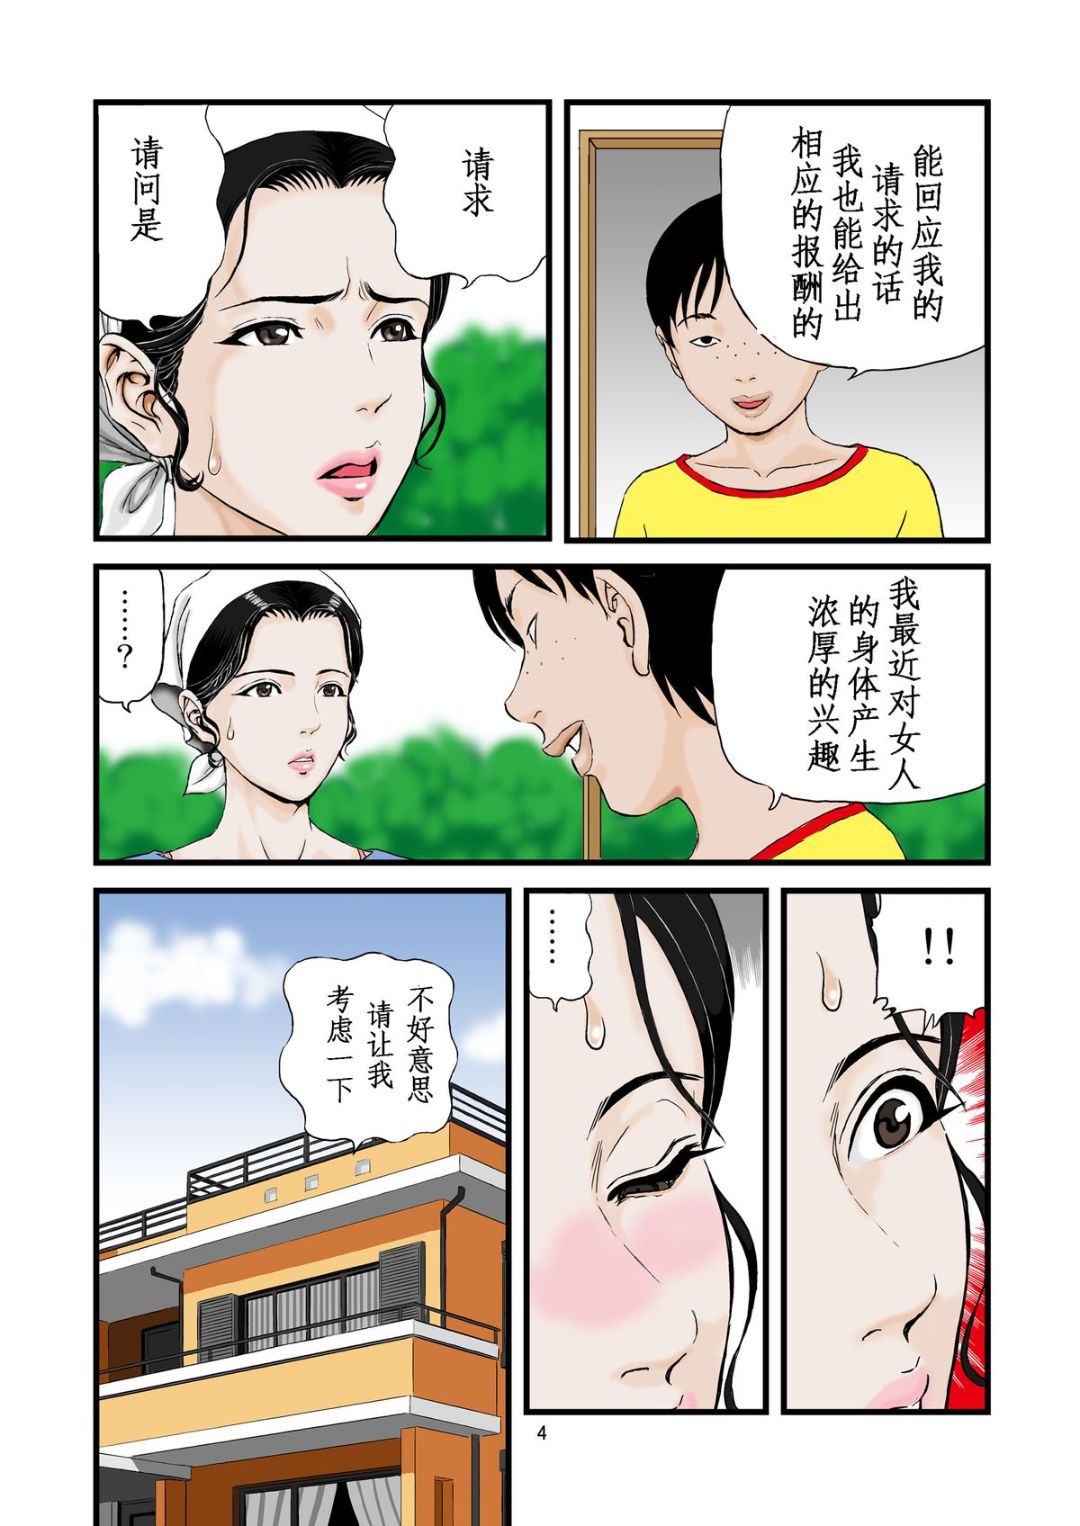 能回应我的
请求的话
我也能给出
相应的报酬的
请求
请问是
我最近对女人
的身体产生
浓厚的兴趣
……?
!!
……
不好意思
请让我
考虑一下
4